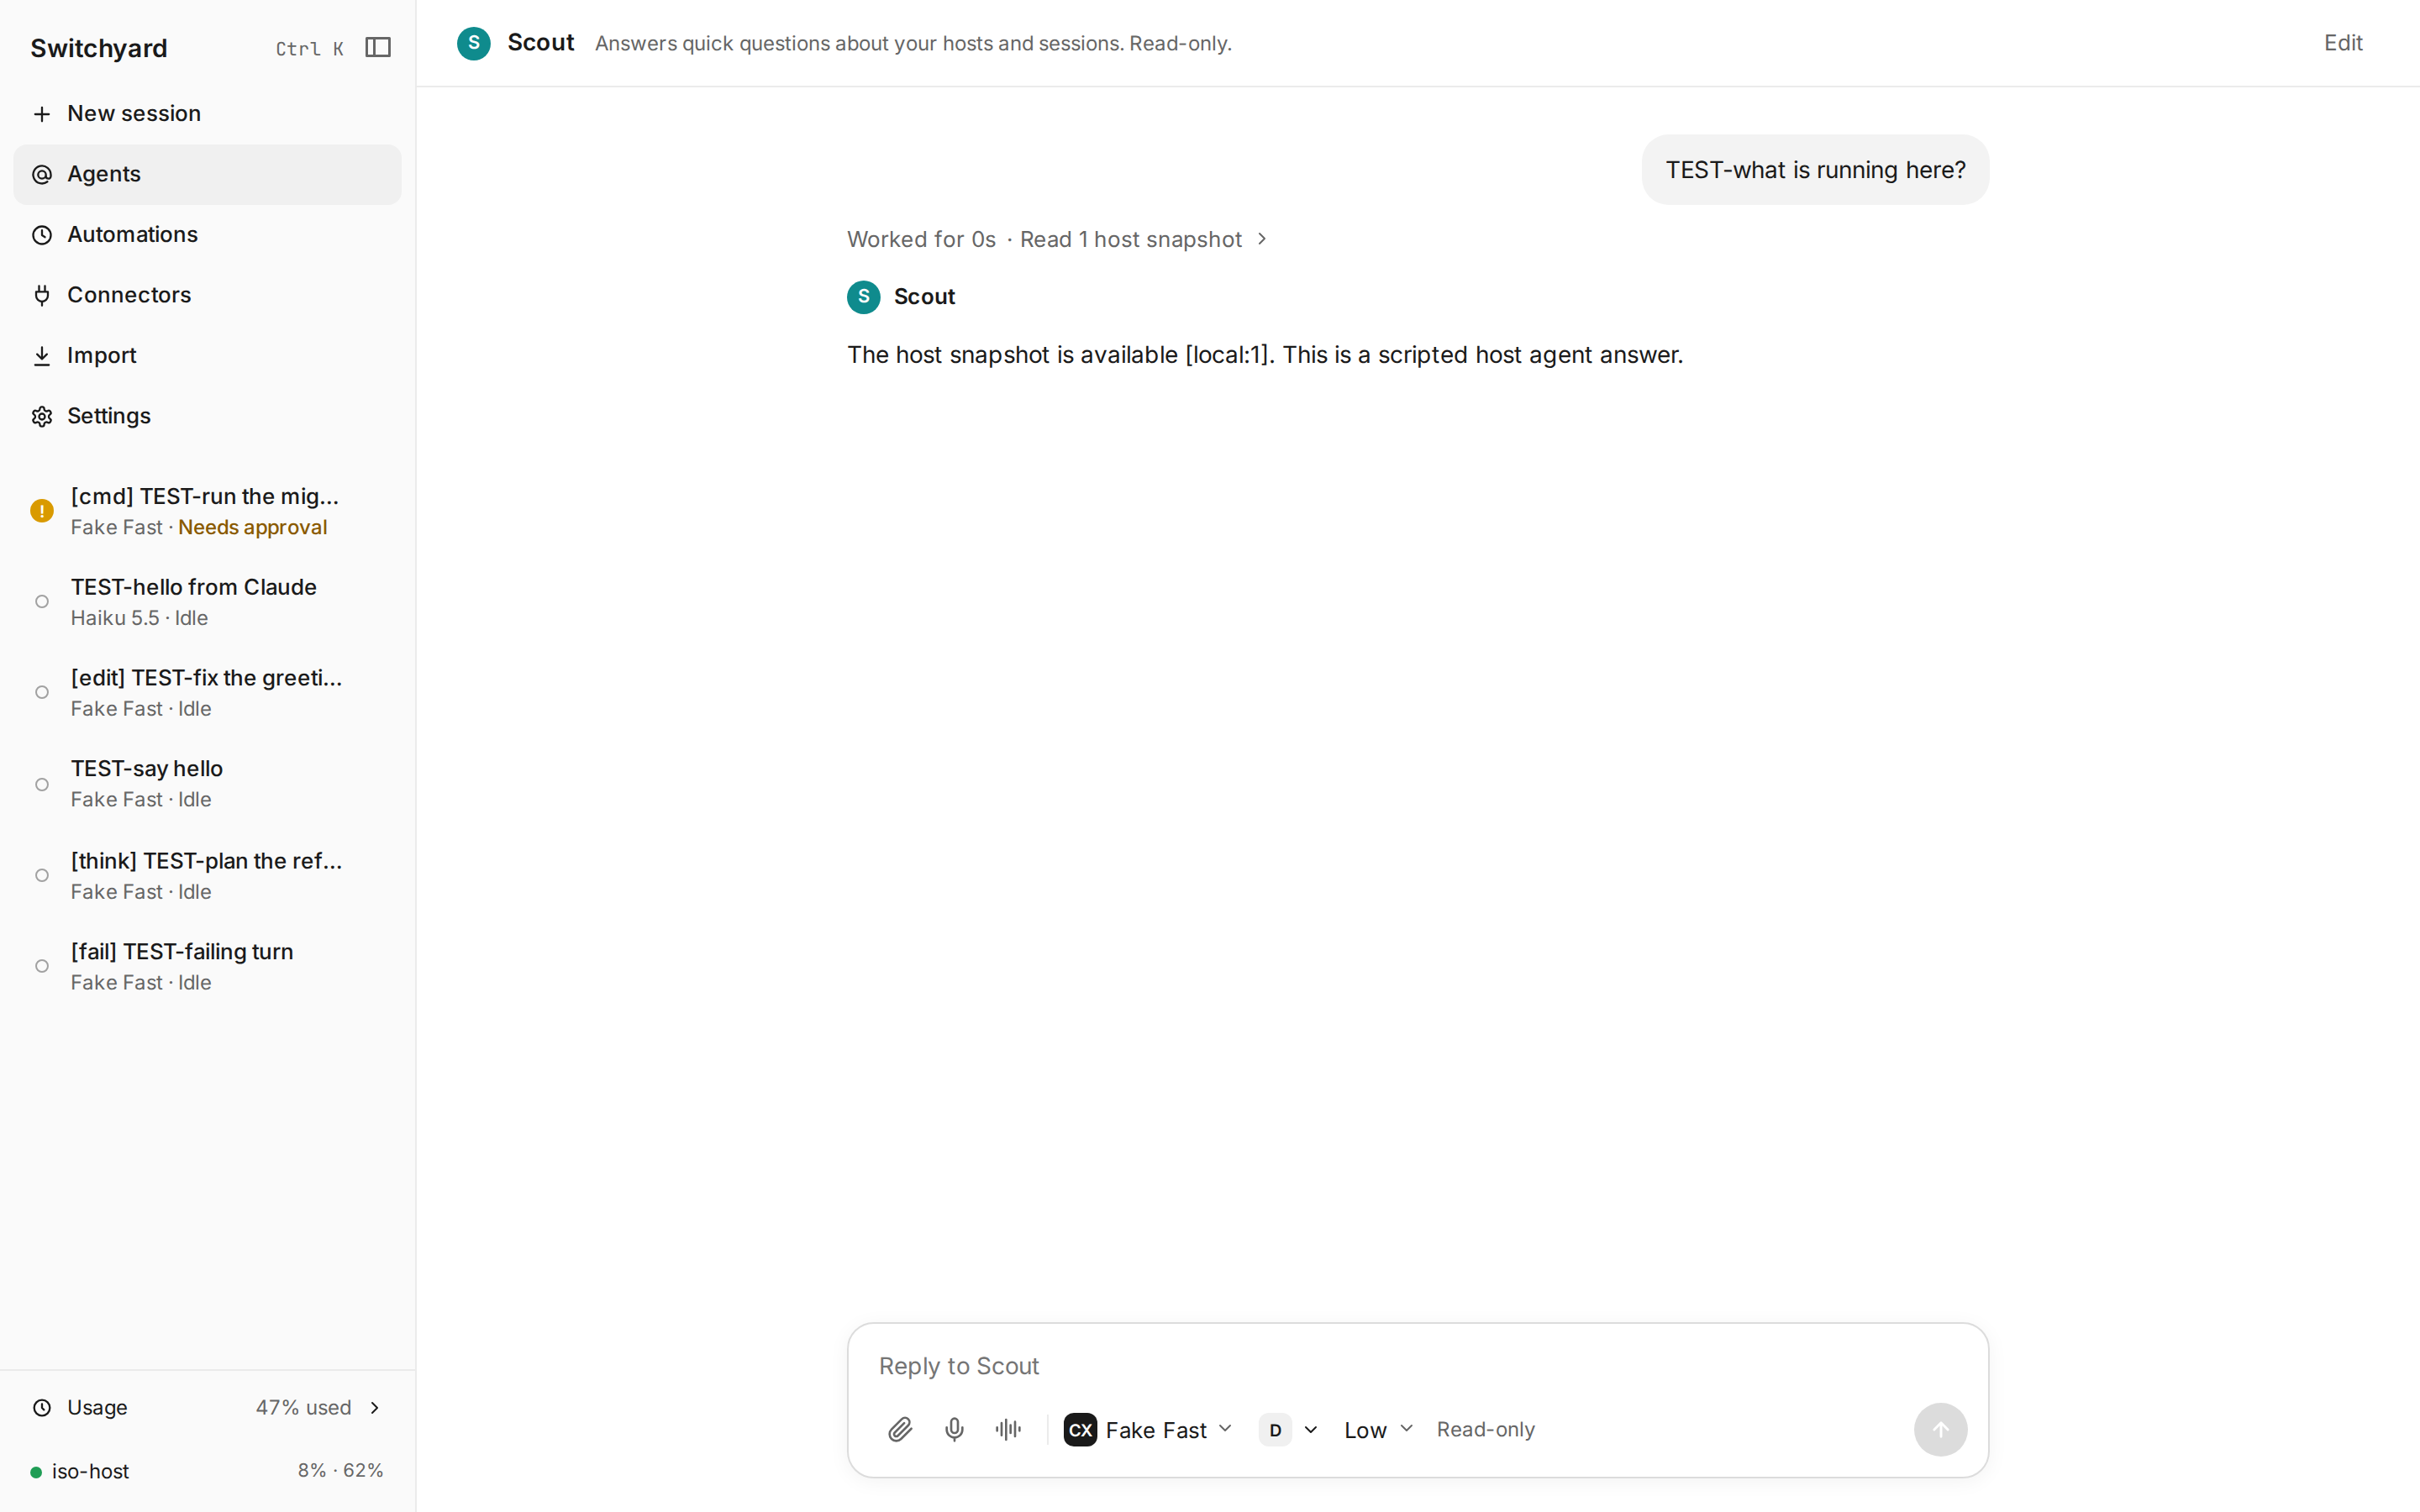 Switchyard Ctrl K
New session
Agents
Automations
Connectors
Import
Settings
[cmd] TEST-run the mig...
Fake Fast · Needs approval
TEST-hello from Claude
Haiku 5.5 · Idle
[edit] TEST-fix the greeti...
Fake Fast · Idle
TEST-say hello
Fake Fast · Idle
[think] TEST-plan the ref...
Fake Fast · Idle
[fail] TEST-failing turn
Fake Fast · Idle
Usage 47% used
iso-host 8% · 62%
S Scout Answers quick questions about your hosts and sessions. Read-only. Edit
TEST-what is running here?
Worked for 0s · Read 1 host snapshot
S Scout
The host snapshot is available [local:1]. This is a scripted host agent answer.
Reply to Scout
CX Fake Fast D Low Read-only